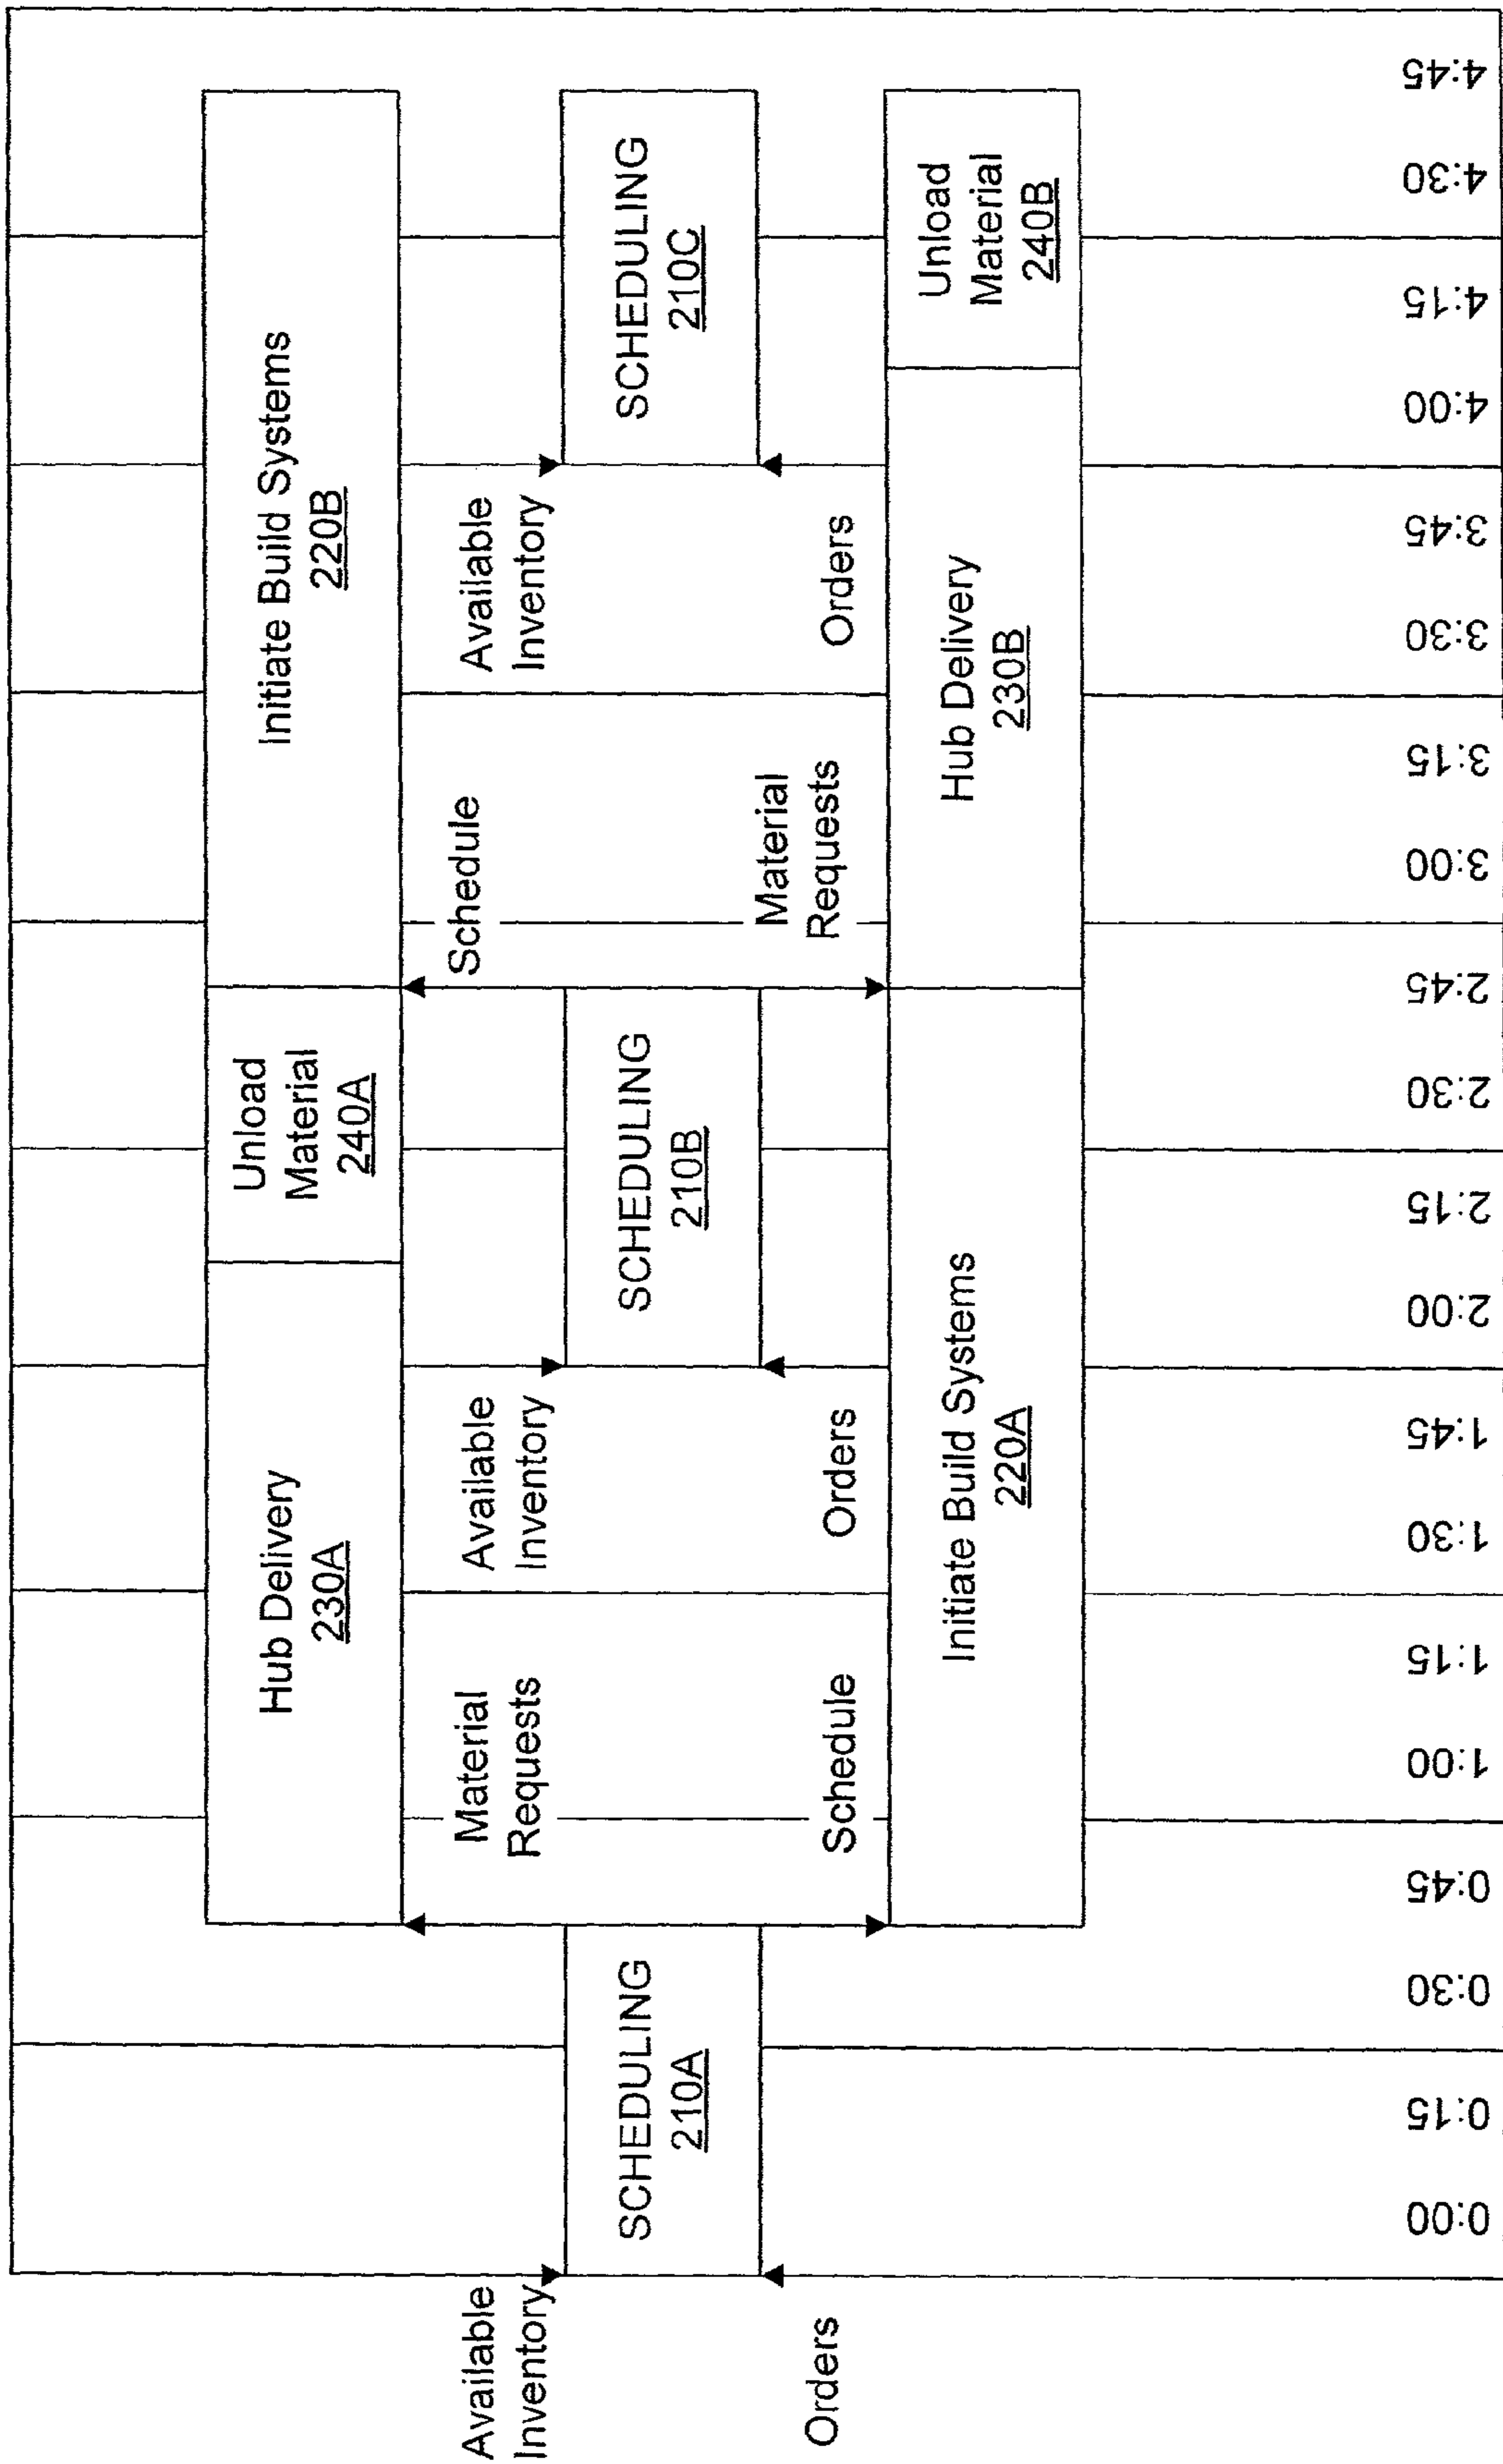 Available
Inventory
Orders
SCHEDULING
210A
Hub Delivery
230A
Unload
Material
240A
Initiate Build Systems
220B
Material
Requests
Available
Inventory
Schedule
Available
Inventory
SCHEDULING
210B
SCHEDULING
210C
Schedule
Orders
Material
Requests
Orders
Initiate Build Systems
220A
Hub Delivery
230B
Unload
Material
240B
0:00
0:15
0:30
0:45
1:00
1:15
1:30
1:45
2:00
2:15
2:30
2:45
3:00
3:15
3:30
3:45
4:00
4:15
4:30
4:45